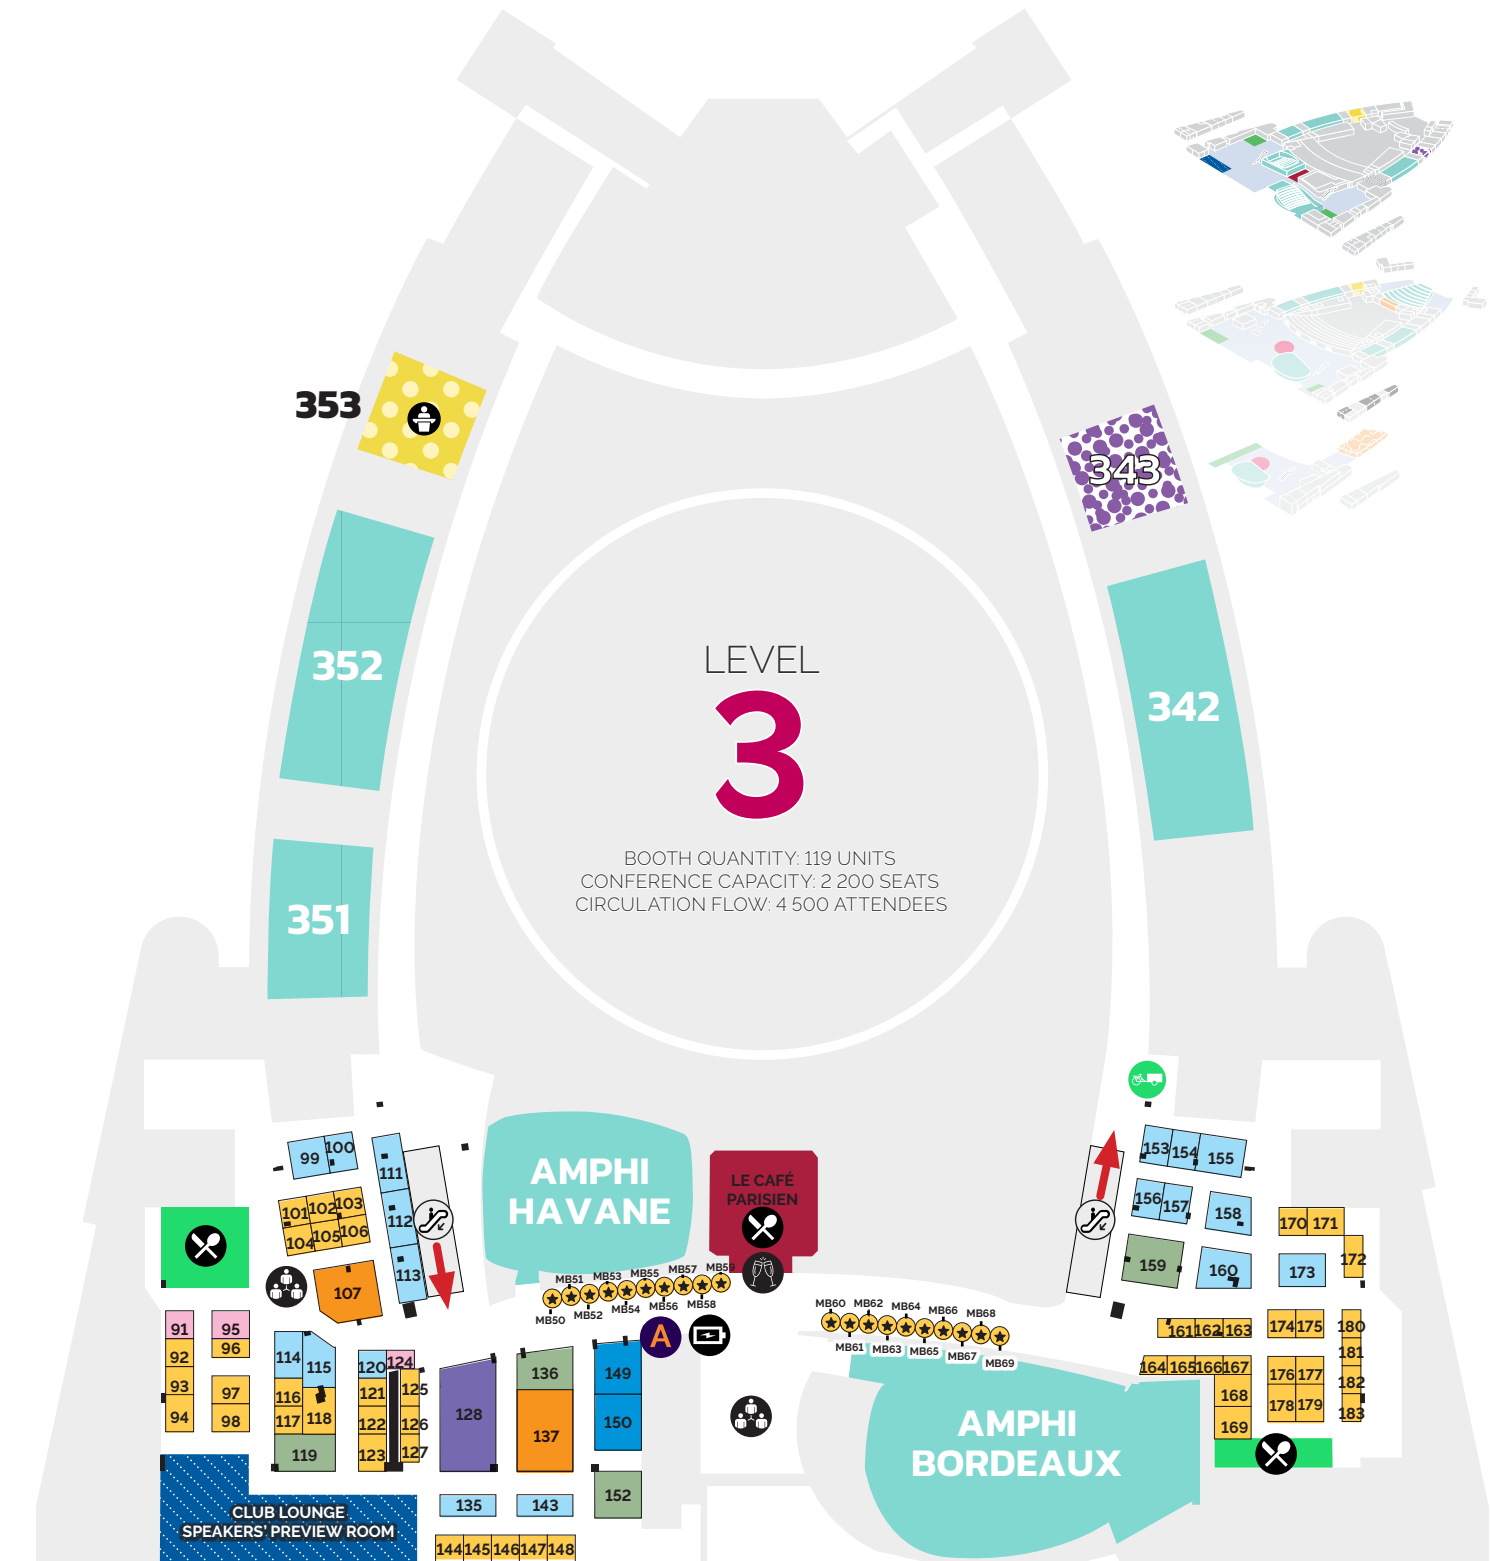 353
343
352
342
351
LEVEL
3
BOOTH QUANTITY: 119 UNITS
CONFERENCE CAPACITY: 2 200 SEATS
CIRCULATION FLOW: 4 500 ATTENDEES
99 100
111
101 102 103
104 105 106
112
113
107
AMPHI
HAVANE
LE CAFÉ
PARISIEN
MB51 MB53 MB55 MB57 MB59
MB50 MB52 MB54 MB56 MB58
MB60 MB62 MB64 MB66 MB68
MB61 MB63 MB65 MB67 MB69
A
153 154 155
156 157 158
159 160
170 171
172
173
161 162 163
164 165 166 167
168
169
174 175
176 177
178 179
180
181
182
183
91
92
93
94
95
96
97
98
114 115
116
117 118
119
120 124
121 125
122 126
123 127
128
136
137
149
150
152
135
143
144 145 146 147 148
AMPHI
BORDEAUX
CLUB LOUNGE
SPEAKERS' PREVIEW ROOM